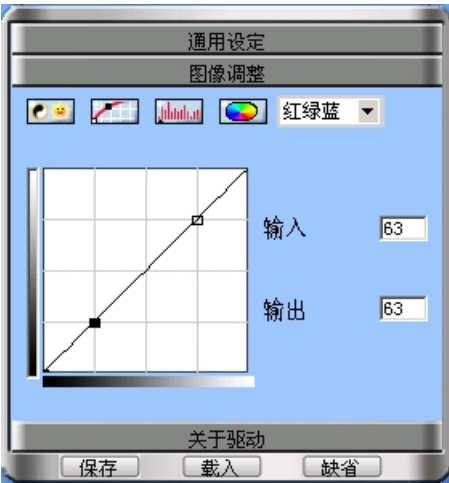 通用设定
图像调整
红绿蓝
输入 63
输出 63
关于驱动
保存 载入 缺省